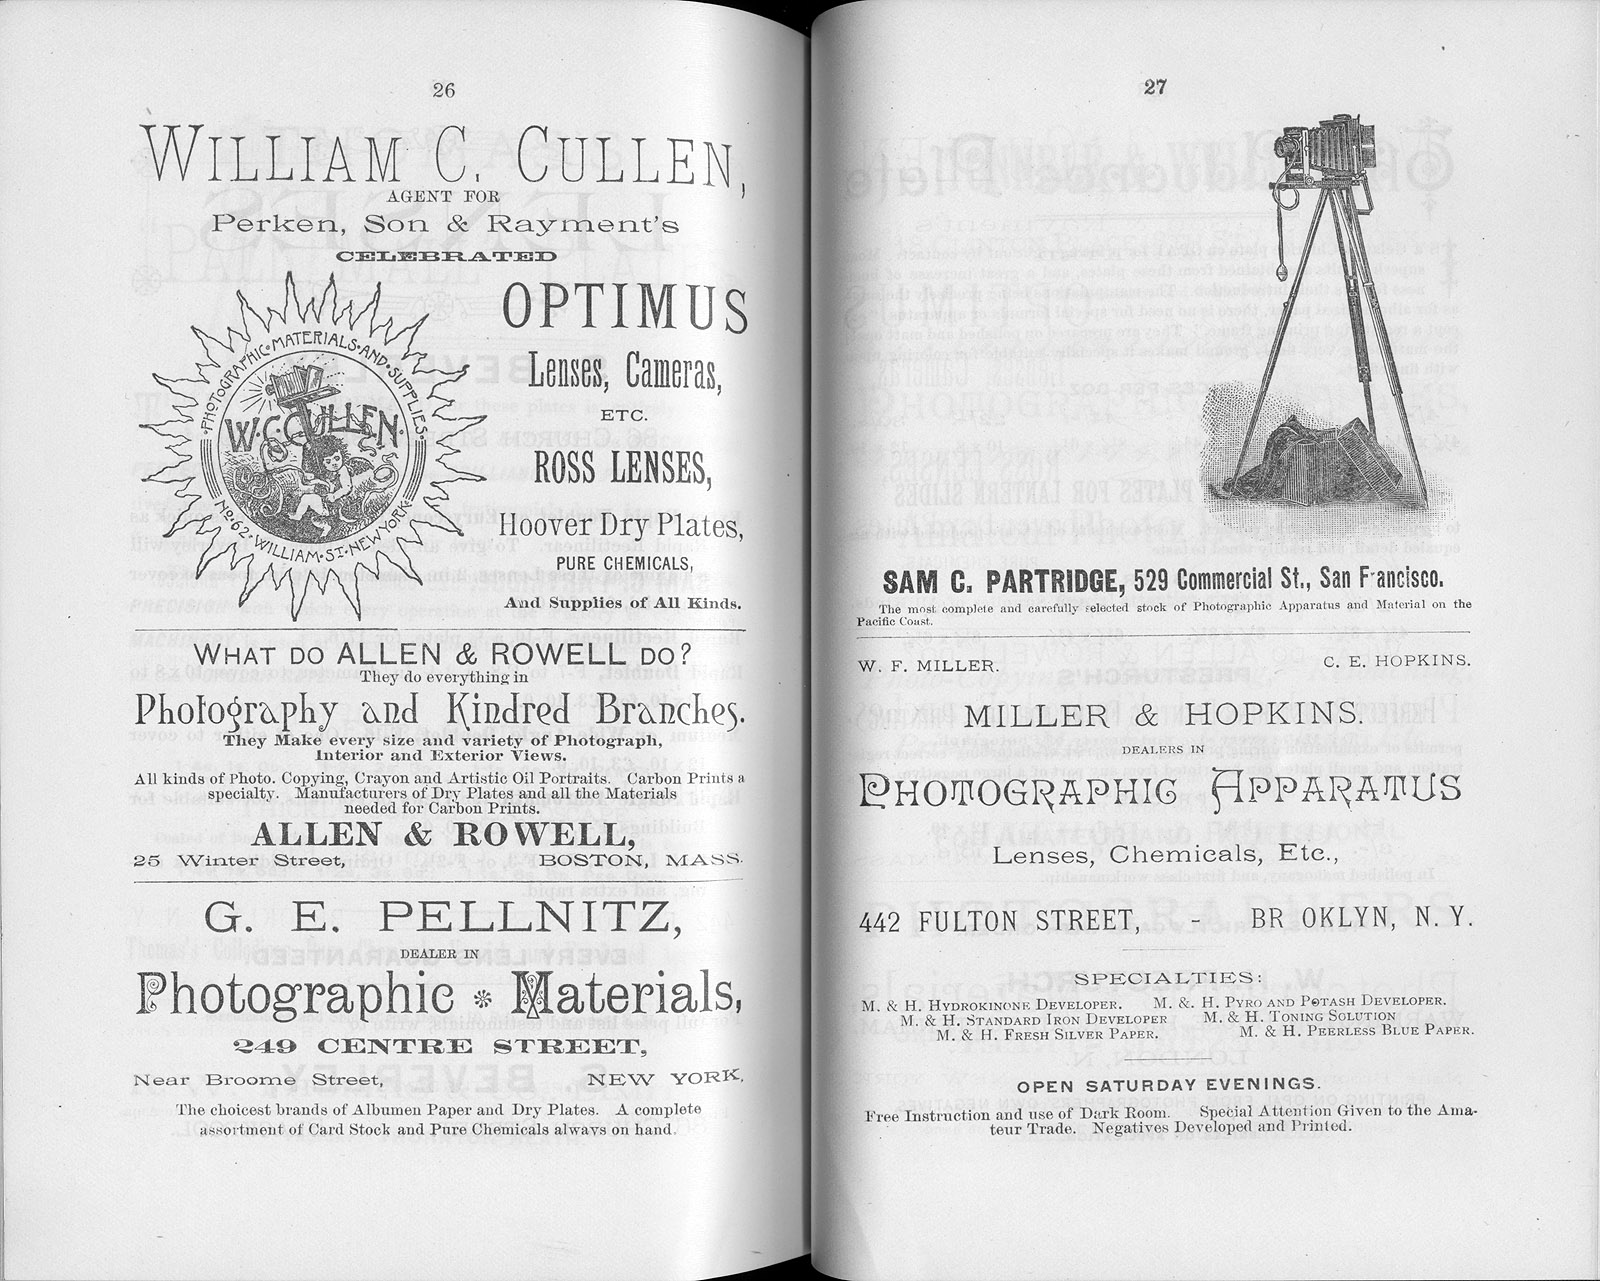 26
WILLIAM C. CULLEN,
AGENT FOR
Perken, Son & Rayment's
CELEBRATED
OPTIMUS
Lenses, Cameras,
ETC.
ROSS LENSES,
Hoover Dry Plates,
PURE CHEMICALS,
And Supplies of All Kinds.
PHOTOGRAPHIC·MATERIALS·AND·SUPPLIES·
W.C.CULLEN.
No. 62·WILLIAM·ST·NEW YORK·
WHAT DO ALLEN & ROWELL DO?
They do everything in
Photography and Kindred Branches.
They Make every size and variety of Photograph,
Interior and Exterior Views.
All kinds of Photo. Copying, Crayon and Artistic Oil Portraits. Carbon Prints a
specialty. Manufacturers of Dry Plates and all the Materials
needed for Carbon Prints.
ALLEN & ROWELL,
25 Winter Street, BOSTON, MASS.
G. E. PELLNITZ,
DEALER IN
Photographic * Materials,
249 CENTRE STREET,
Near Broome Street, NEW YORK.
The choicest brands of Albumen Paper and Dry Plates. A complete
assortment of Card Stock and Pure Chemicals always on hand.
27
SAM C. PARTRIDGE, 529 Commercial St., San Francisco.
The most complete and carefully selected stock of Photographic Apparatus and Material on the
Pacific Coast.
W. F. MILLER. C. E. HOPKINS.
MILLER & HOPKINS.
DEALERS IN
PHOTOGRAPHIC APPARATUS
Lenses, Chemicals, Etc.,
442 FULTON STREET, - BR OKLYN, N. Y.
SPECIALTIES:
M. & H. HYDROKINONE DEVELOPER. M. &. H. PYRO AND POTASH DEVELOPER.
M. & H. STANDARD IRON DEVELOPER M. & H. TONING SOLUTION
M. & H. FRESH SILVER PAPER. M. & H. PEERLESS BLUE PAPER.
OPEN SATURDAY EVENINGS.
Free Instruction and use of Dark Room. Special Attention Given to the Ama-
teur Trade. Negatives Developed and Printed.